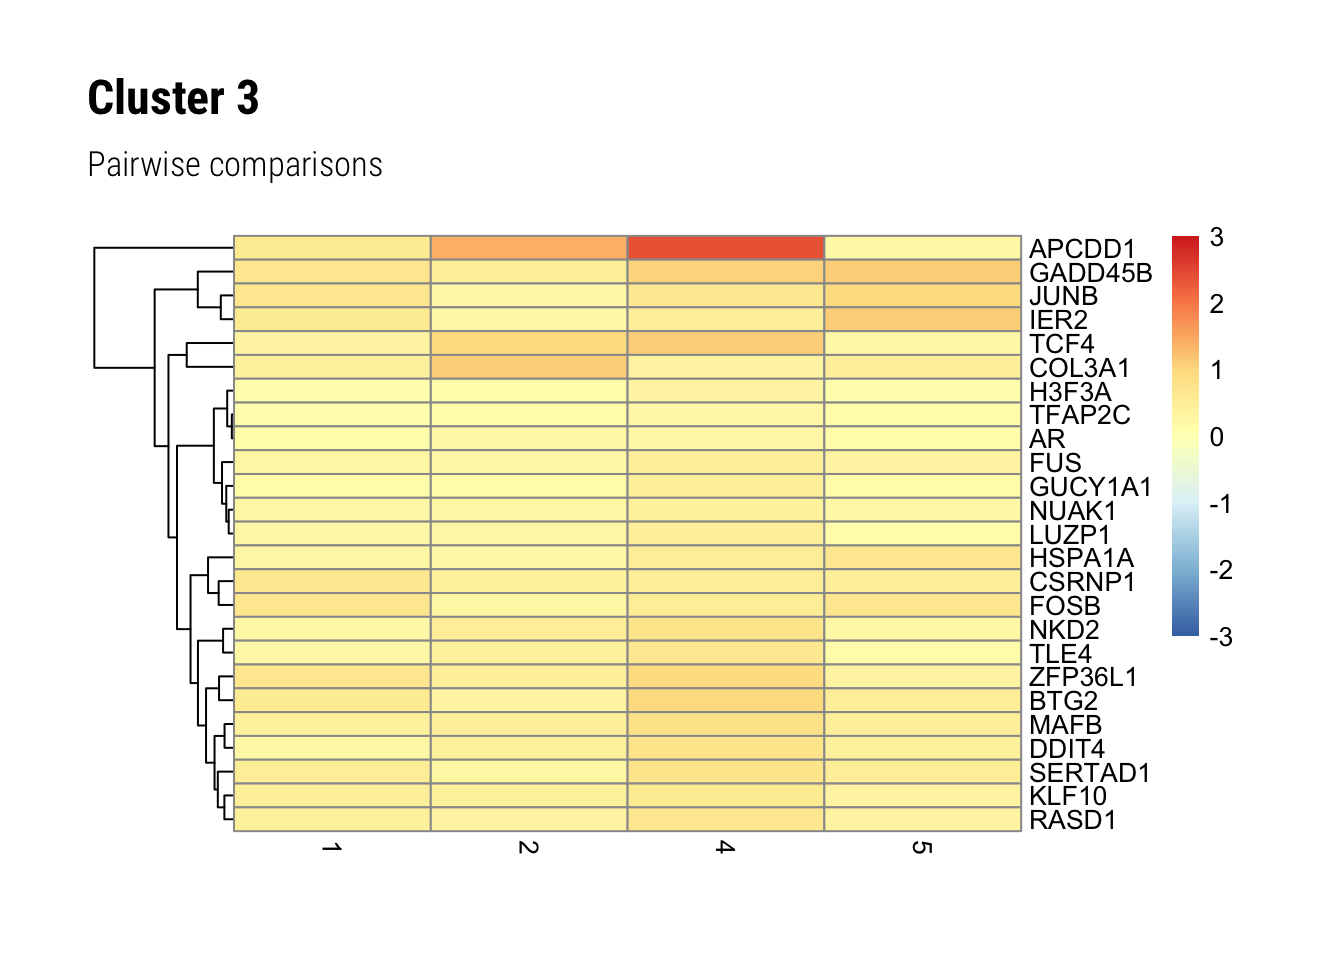 Cluster 3
Pairwise comparisons
APCDD1
GADD45B
JUNB
IER2
TCF4
COL3A1
H3F3A
TFAP2C
AR
FUS
GUCY1A1
NUAK1
LUZP1
HSPA1A
CSRNP1
FOSB
NKD2
TLE4
ZFP36L1
BTG2
MAFB
DDIT4
SERTAD1
KLF10
RASD1
3
2
1
0
-1
-2
-3
1 2 4 5